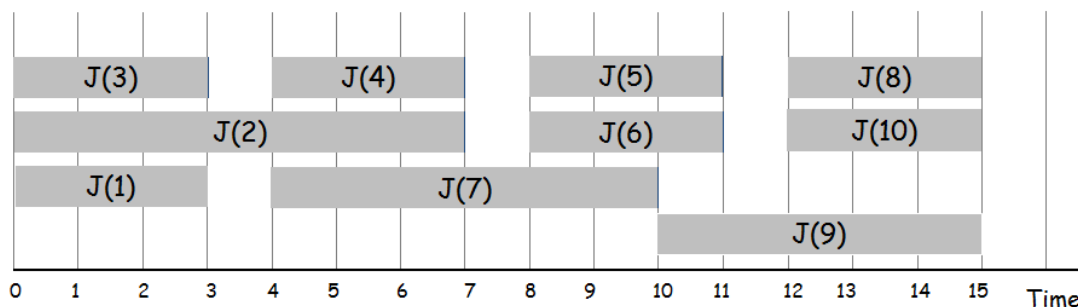 J(3) J(4) J(5) J(8)
J(2) J(6) J(10)
J(1) J(7)
J(9)
0 1 2 3 4 5 6 7 8 9 10 11 12 13 14 15 Time